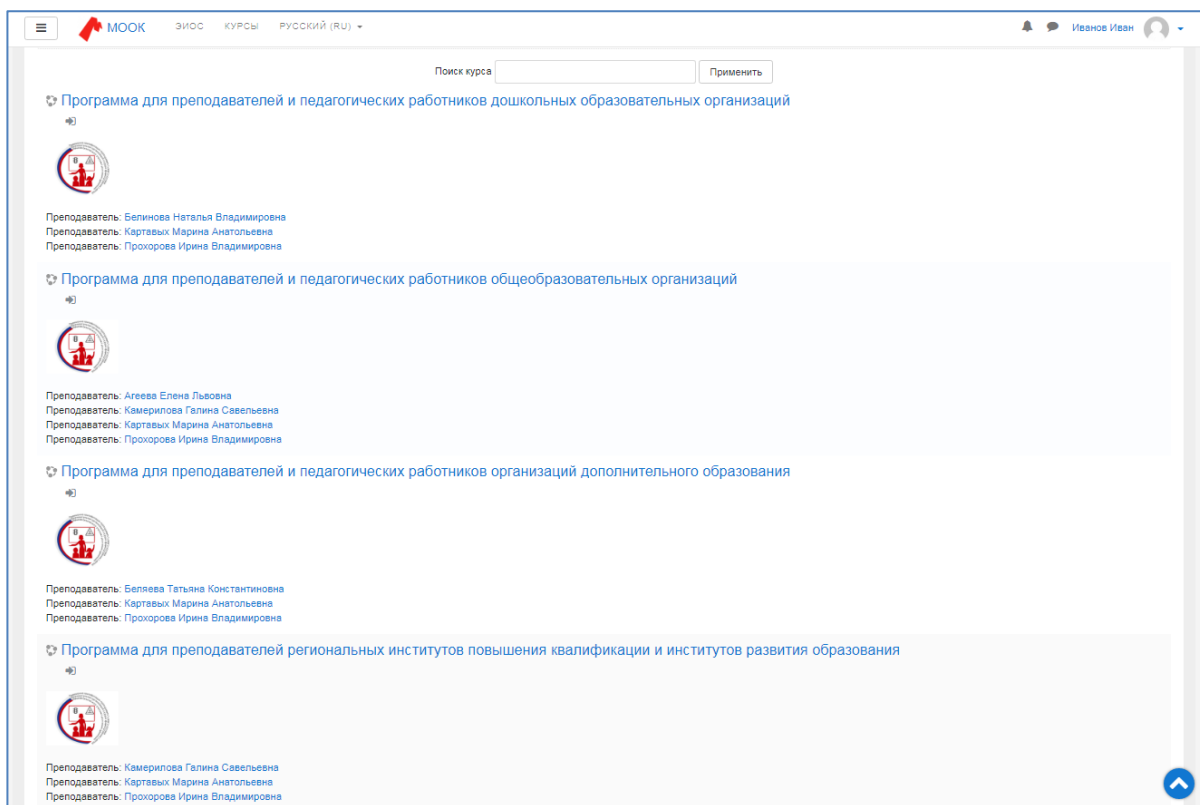 МООК ЭИОС КУРСЫ РУССКИЙ (RU) Иванов Иван
Поиск курса Применить
Программа для преподавателей и педагогических работников дошкольных образовательных организаций
Преподаватель: Белинова Наталья Владимировна
Преподаватель: Картавых Марина Анатольевна
Преподаватель: Прохорова Ирина Владимировна
Программа для преподавателей и педагогических работников общеобразовательных организаций
Преподаватель: Агеева Елена Львовна
Преподаватель: Камерилова Галина Савельевна
Преподаватель: Картавых Марина Анатольевна
Преподаватель: Прохорова Ирина Владимировна
Программа для преподавателей и педагогических работников организаций дополнительного образования
Преподаватель: Беляева Татьяна Константиновна
Преподаватель: Картавых Марина Анатольевна
Преподаватель: Прохорова Ирина Владимировна
Программа для преподавателей региональных институтов повышения квалификации и институтов развития образования
Преподаватель: Камерилова Галина Савельевна
Преподаватель: Картавых Марина Анатольевна
Преподаватель: Прохорова Ирина Владимировна